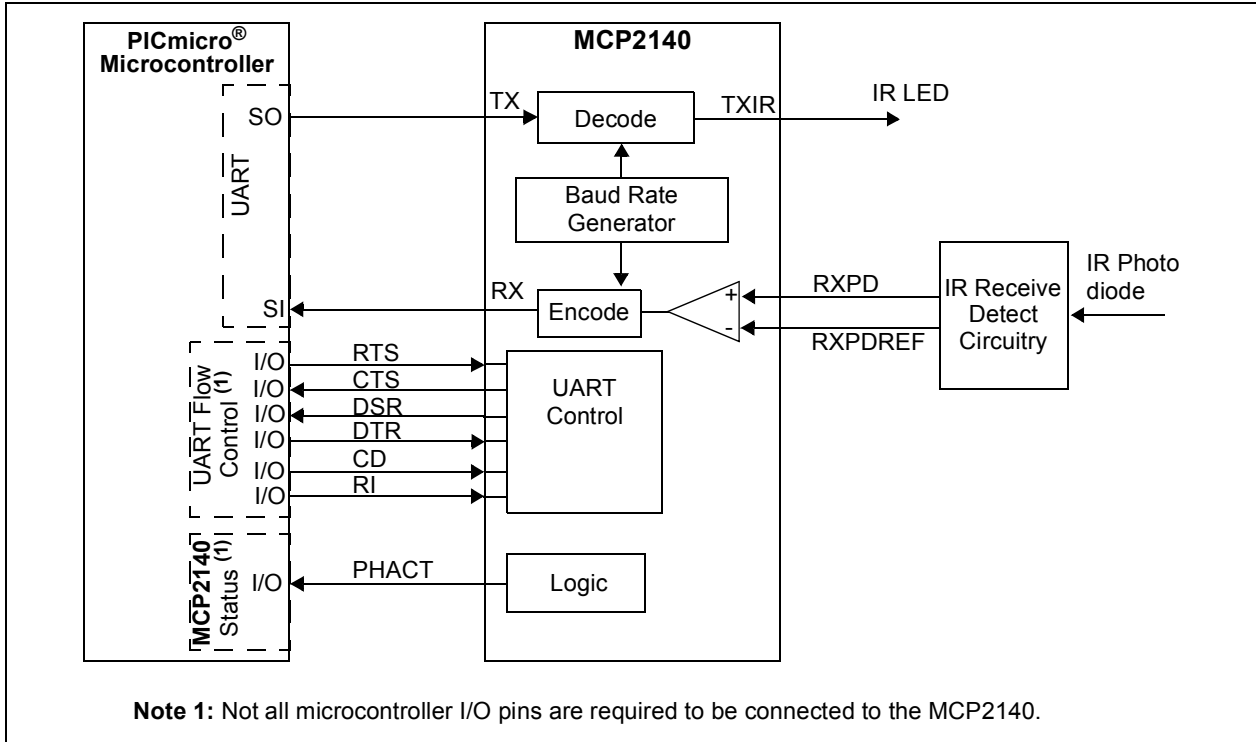 PICmicro®
Microcontroller
MCP2140
SO
TX
Decode
TXIR
IR LED
UART
Baud Rate
Generator
SI
RX
Encode
+
-
RXPD
RXPDREF
IR Receive
Detect
Circuitry
IR Photo
diode
UART Flow
Control (1)
I/O
RTS
I/O
CTS
I/O
DSR
I/O
DTR
I/O
CD
I/O
RI
UART
Control
MCP2140
Status (1)
I/O
PHACT
Logic
Note 1: Not all microcontroller I/O pins are required to be connected to the MCP2140.